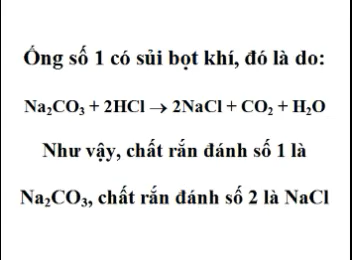 Ống số 1 có sủi bọt khí, đó là do:
Na₂CO₃ + 2HCl → 2NaCl + CO₂ + H₂O
Như vậy, chất rắn đánh số 1 là
Na₂CO₃, chất rắn đánh số 2 là NaCl